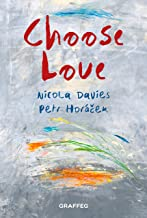 Choose
Love
Nicola Davies
Petr Horáček
GRAFFEG